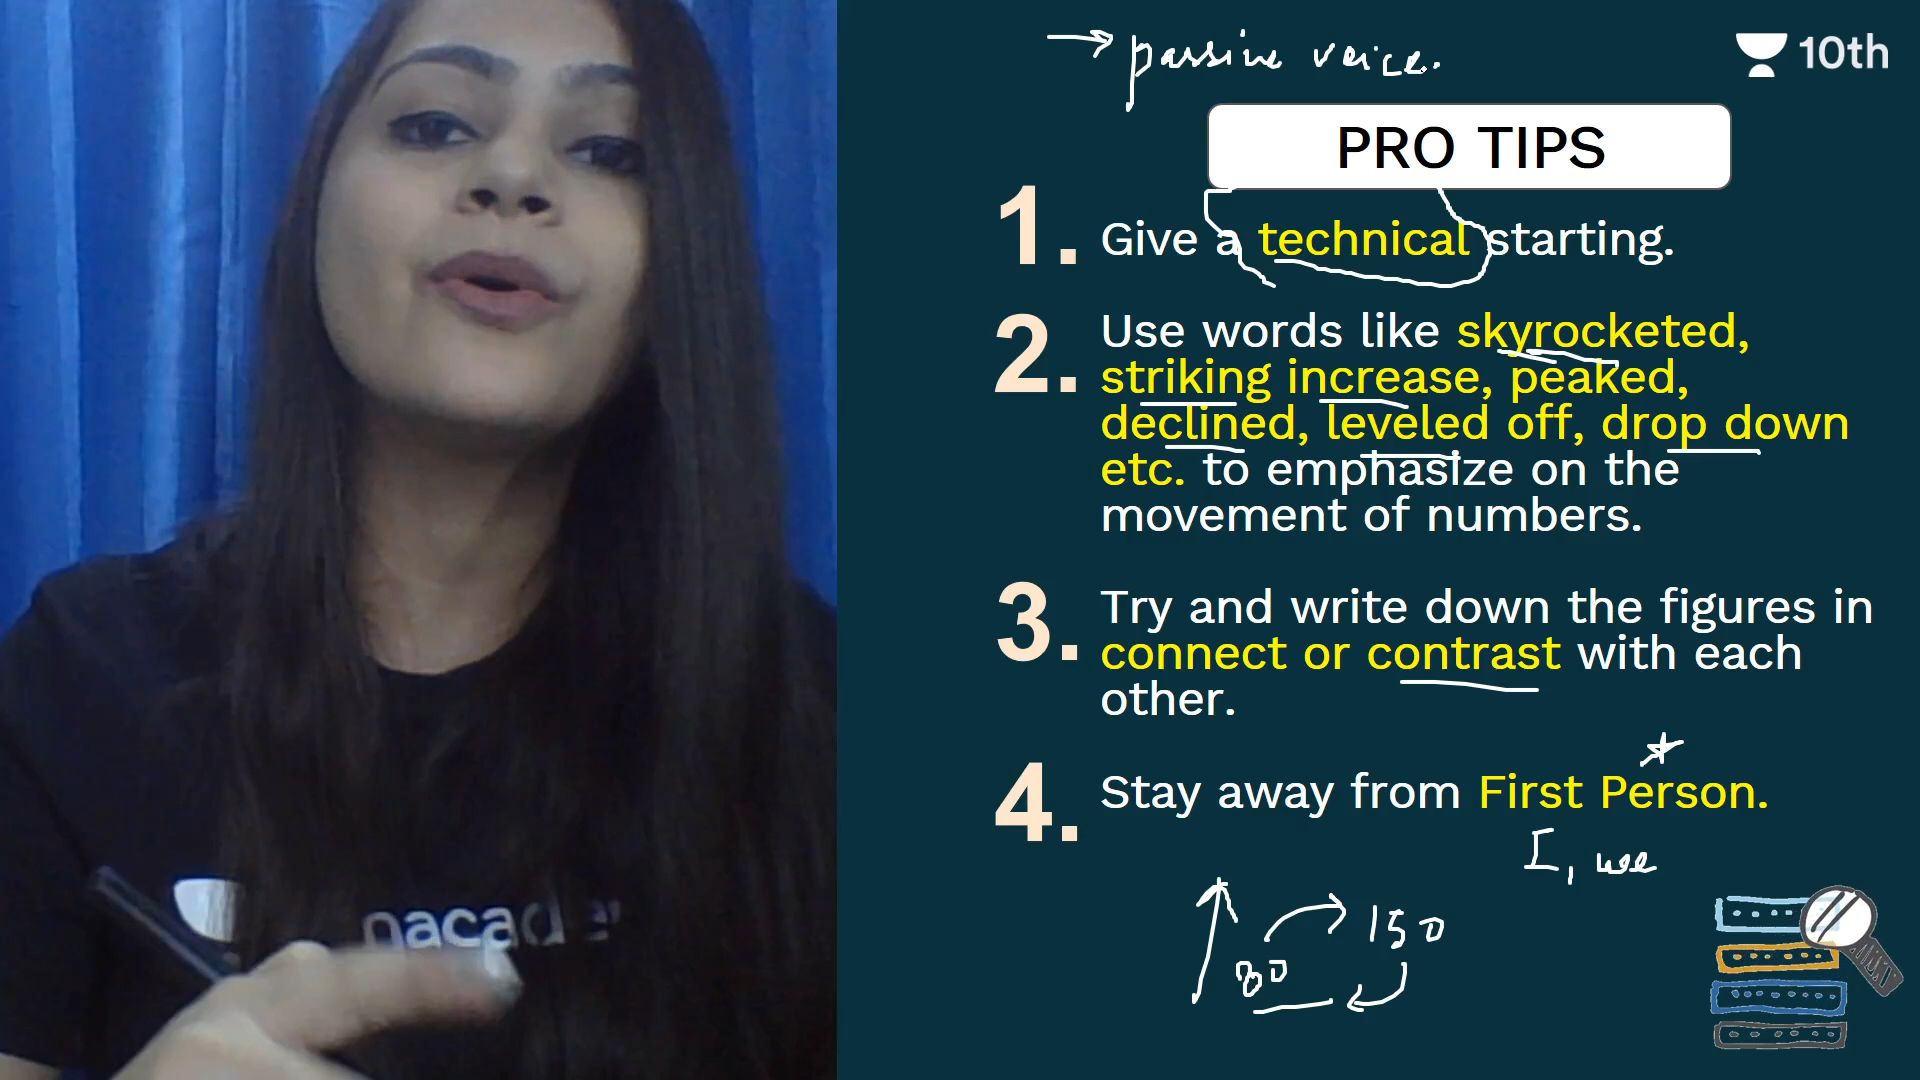 → passive voice.
10th
PRO TIPS
1. Give a technical starting.
2. Use words like skyrocketed,
striking increase, peaked,
declined, leveled off, drop down
etc. to emphasize on the
movement of numbers.
3. Try and write down the figures in
connect or contrast with each
other.
4. Stay away from First Person.
I,
150
80
nacade